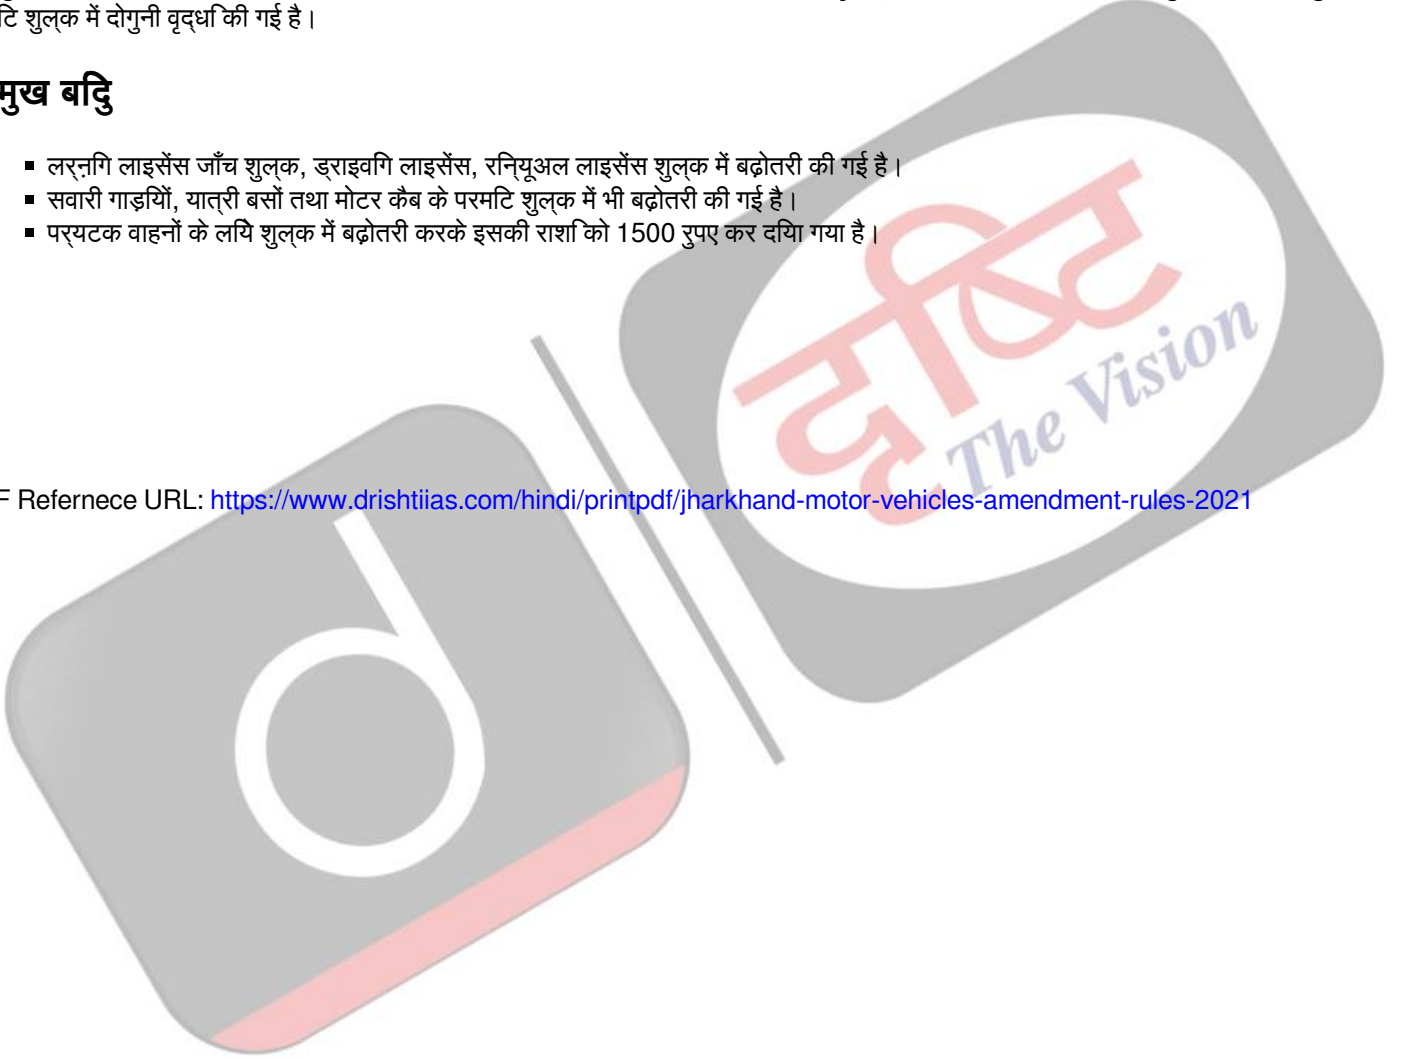 टि शुल्क में दोगुनी वृद्धि की गई है।
मुख बिंदु
लर्निंग लाइसेंस जाँच शुल्क, ड्राइविंग लाइसेंस, रिन्यूअल लाइसेंस शुल्क में बढ़ोतरी की गई है।
सवारी गाड़ियों, यात्री बसों तथा मोटर कैब के परमिट शुल्क में भी बढ़ोतरी की गई है।
पर्यटक वाहनों के लिये शुल्क में बढ़ोतरी करके इसकी राशि को 1500 रुपए कर दिया गया है।
दृष्टि
The Vision
F Refernece URL: https://www.drishtiias.com/hindi/printpdf/jharkhand-motor-vehicles-amendment-rules-2021
d